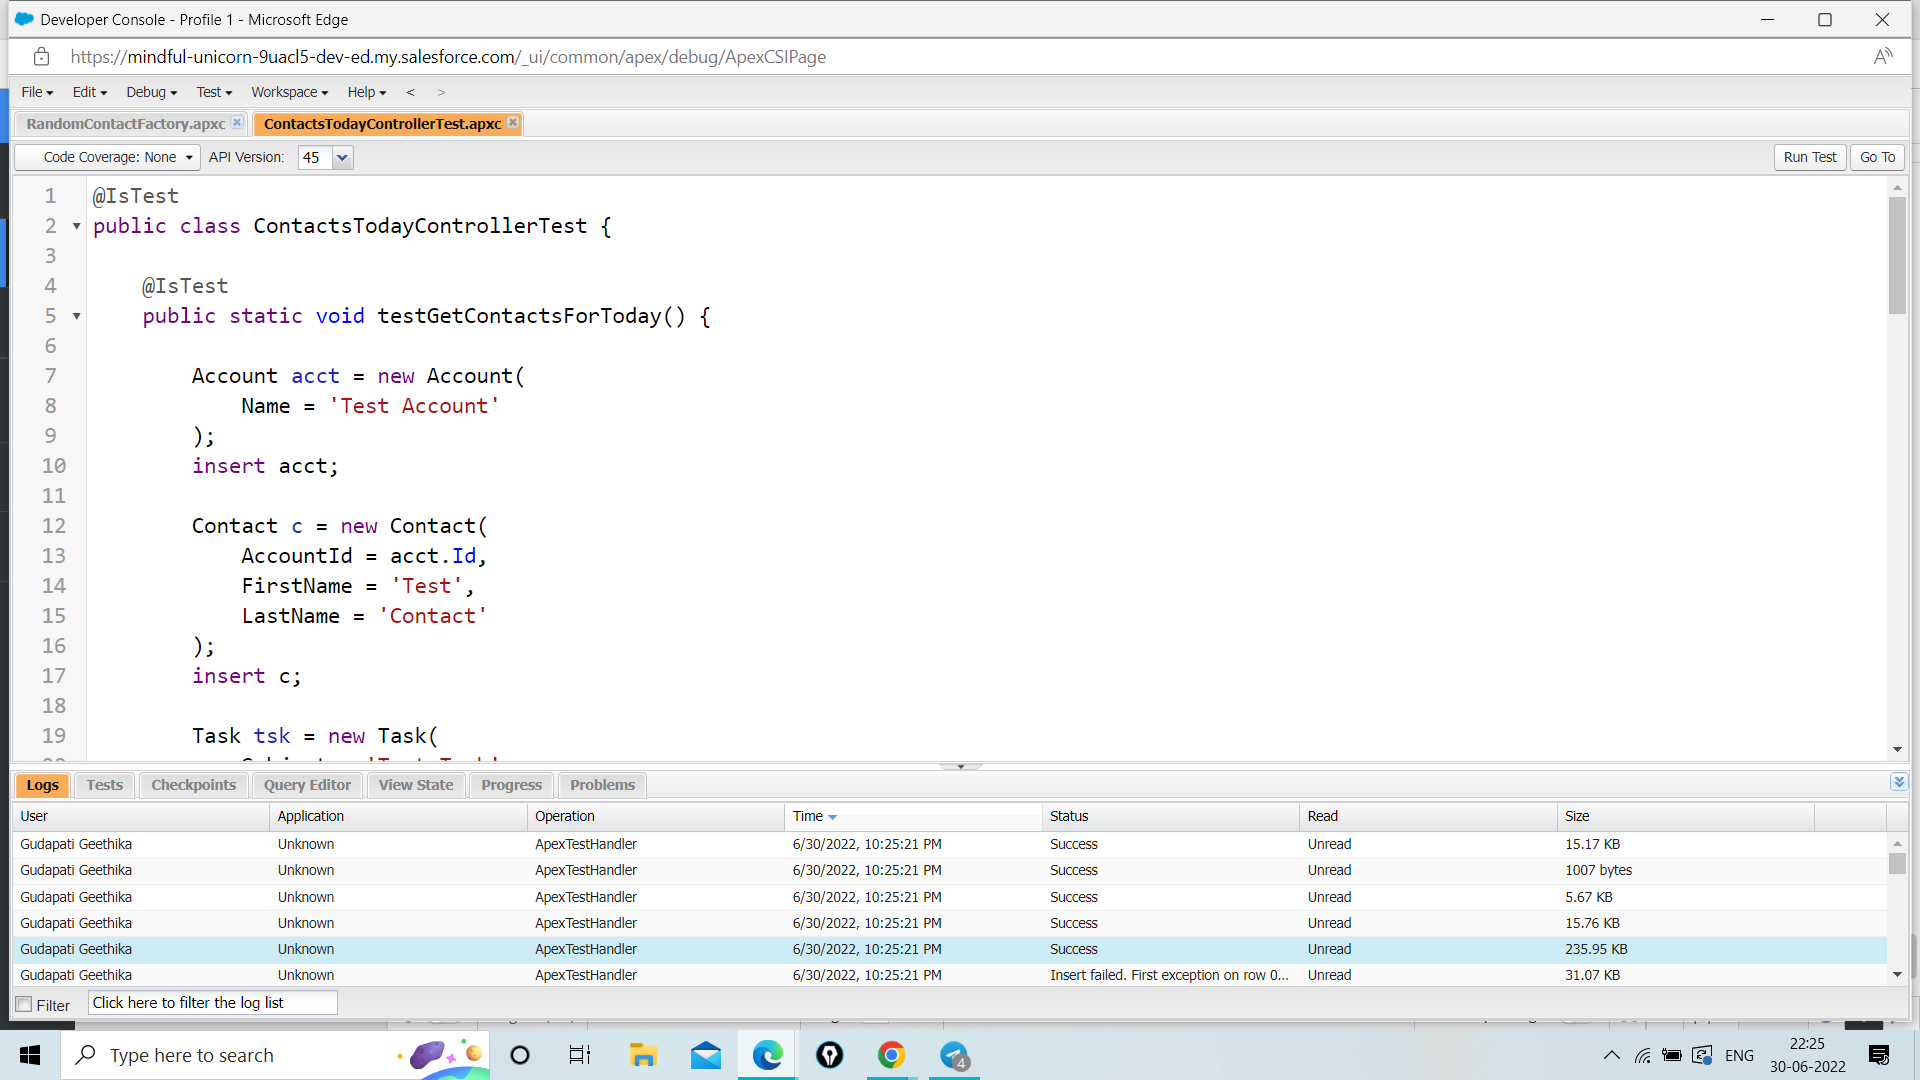 Developer Console - Profile 1 - Microsoft Edge
https://mindful-unicorn-9uacl5-dev-ed.my.salesforce.com/_ui/common/apex/debug/ApexCSIPage
File Edit Debug Test Workspace Help < >
RandomContactFactory.apxc ContactsTodayControllerTest.apxc
Code Coverage: None API Version: 45 Run Test Go To
1 @IsTest
2 public class ContactsTodayControllerTest {
3
4 @IsTest
5 public static void testGetContactsForToday() {
6
7 Account acct = new Account(
8 Name = 'Test Account'
9 );
10 insert acct;
11
12 Contact c = new Contact(
13 AccountId = acct.Id,
14 FirstName = 'Test',
15 LastName = 'Contact'
16 );
17 insert c;
18
19 Task tsk = new Task(
Logs Tests Checkpoints Query Editor View State Progress Problems
User Application Operation Time Status Read Size
Gudapati Geethika Unknown ApexTestHandler 6/30/2022, 10:25:21 PM Success Unread 15.17 KB
Gudapati Geethika Unknown ApexTestHandler 6/30/2022, 10:25:21 PM Success Unread 1007 bytes
Gudapati Geethika Unknown ApexTestHandler 6/30/2022, 10:25:21 PM Success Unread 5.67 KB
Gudapati Geethika Unknown ApexTestHandler 6/30/2022, 10:25:21 PM Success Unread 15.76 KB
Gudapati Geethika Unknown ApexTestHandler 6/30/2022, 10:25:21 PM Success Unread 235.95 KB
Gudapati Geethika Unknown ApexTestHandler 6/30/2022, 10:25:21 PM Insert failed. First exception on row 0... Unread 31.07 KB
Filter Click here to filter the log list
Type here to search 4 ENG 22:25
30-06-2022